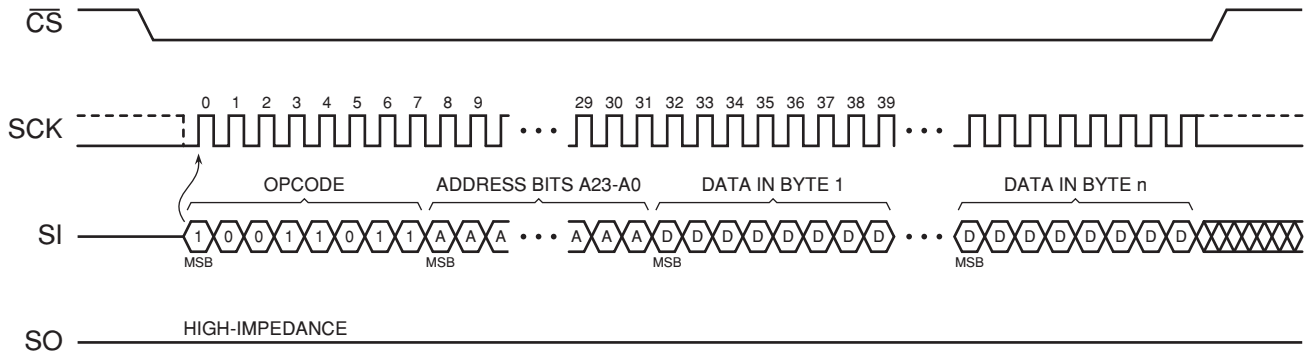 CS
0 1 2 3 4 5 6 7 8 9 29 30 31 32 33 34 35 36 37 38 39
SCK
OPCODE ADDRESS BITS A23-A0 DATA IN BYTE 1 DATA IN BYTE n
SI 1 0 0 1 1 0 1 1 A A A A A A D D D D D D D D D D D D D D D D
MSB MSB MSB MSB
HIGH-IMPEDANCE
SO